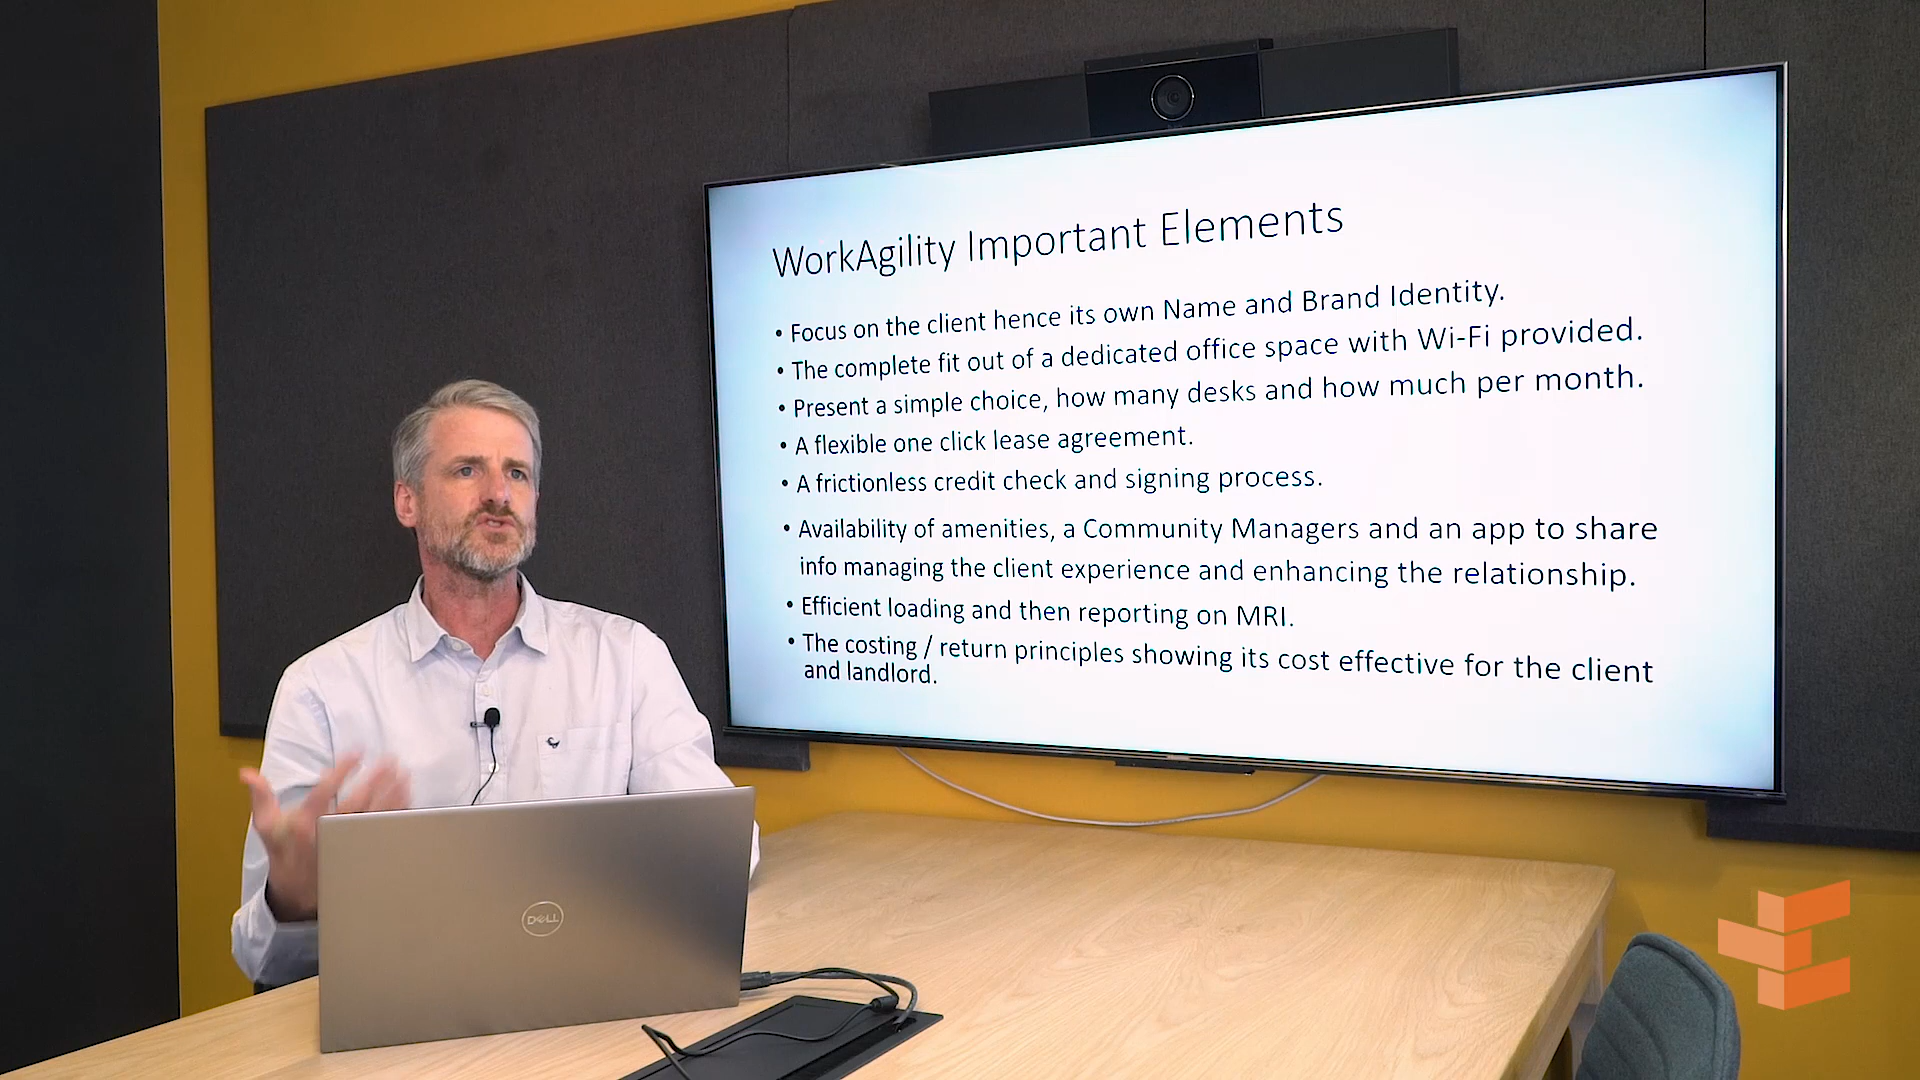 WorkAgility Important Elements
• Focus on the client hence its own Name and Brand Identity.
• The complete fit out of a dedicated office space with Wi-Fi provided.
• Present a simple choice, how many desks and how much per month.
• A flexible one click lease agreement.
• A frictionless credit check and signing process.
• Availability of amenities, a Community Managers and an app to share
info managing the client experience and enhancing the relationship.
• Efficient loading and then reporting on MRI.
• The costing / return principles showing its cost effective for the client
and landlord.
DELL